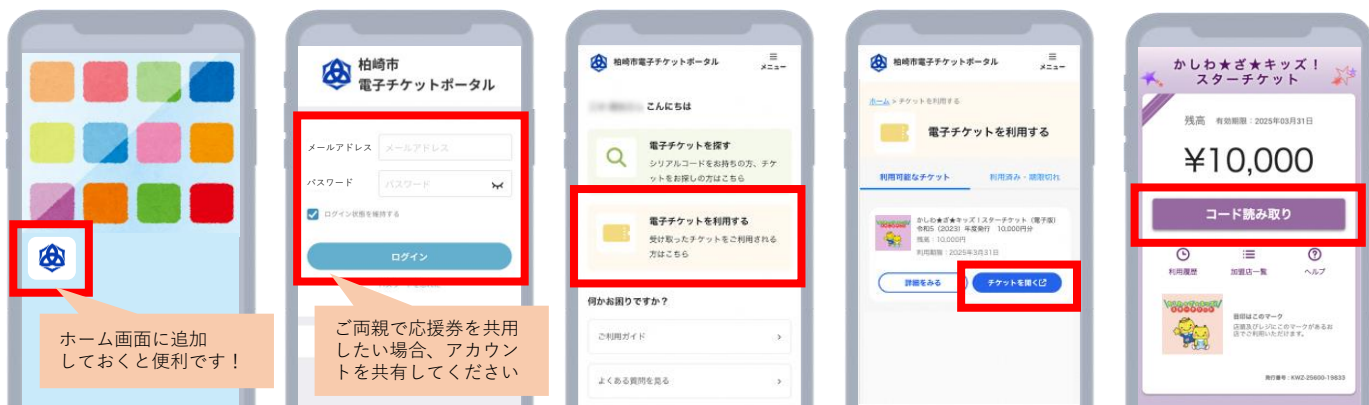 ホーム画面に追加
しておくと便利です！
柏崎市
電子チケットポータル
メールアドレス
メールアドレス
パスワード
パスワード
ログイン状態を維持する
ログイン
ご両親で応援券を共用
したい場合、アカウン
トを共有してください
柏崎市電子チケットポータル
メニュー
こんにちは
電子チケットを探す
シリアルコードをお持ちの方、チケ
ットをお探しの方はこちら
電子チケットを利用する
受け取ったチケットをご利用される
方はこちら
何かお困りですか？
ご利用ガイド
よくある質問を見る
柏崎市電子チケットポータル
メニュー
ホーム > チケットを利用する
電子チケットを利用する
利用可能なチケット
利用済み・期限切れ
かしわ★ざ★キッズ！スターチケット（電子版）
令和5（2023）年度発行 10,000円分
残高：10,000円
利用期限：2025年3月31日
詳細をみる
チケットを開く
かしわ★ざ★キッズ！
スターチケット
残高 有効期限：2025年03月31日
¥10,000
コード読み取り
利用履歴
加盟店一覧
ヘルプ
目印はこのマーク
店頭及びレジにこのマークがあるお
店でご利用いただけます。
発行番号：KWZ-25600-19833